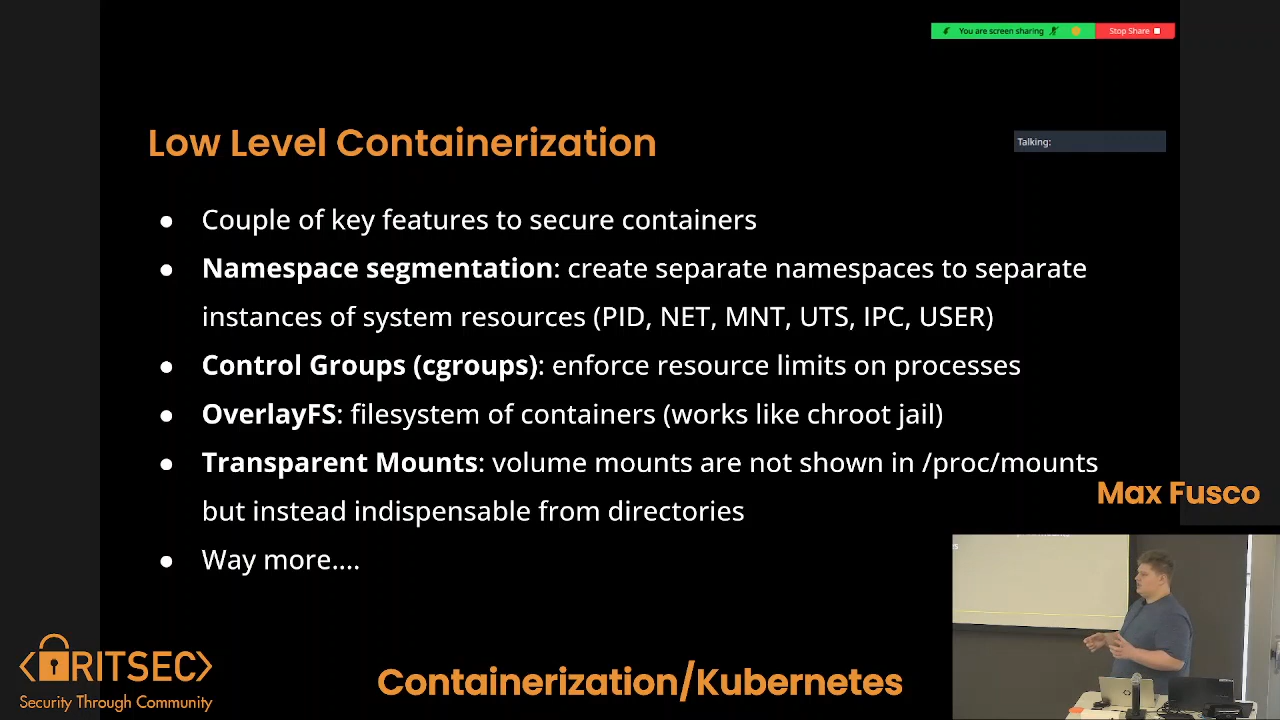 You are screen sharing
Stop Share
Low Level Containerization
Talking:
● Couple of key features to secure containers
● Namespace segmentation: create separate namespaces to separate
instances of system resources (PID, NET, MNT, UTS, IPC, USER)
● Control Groups (cgroups): enforce resource limits on processes
● OverlayFS: filesystem of containers (works like chroot jail)
● Transparent Mounts: volume mounts are not shown in /proc/mounts
but instead indispensable from directories
● Way more....
Max Fusco
<RITSEC>
Security Through Community
Containerization/Kubernetes